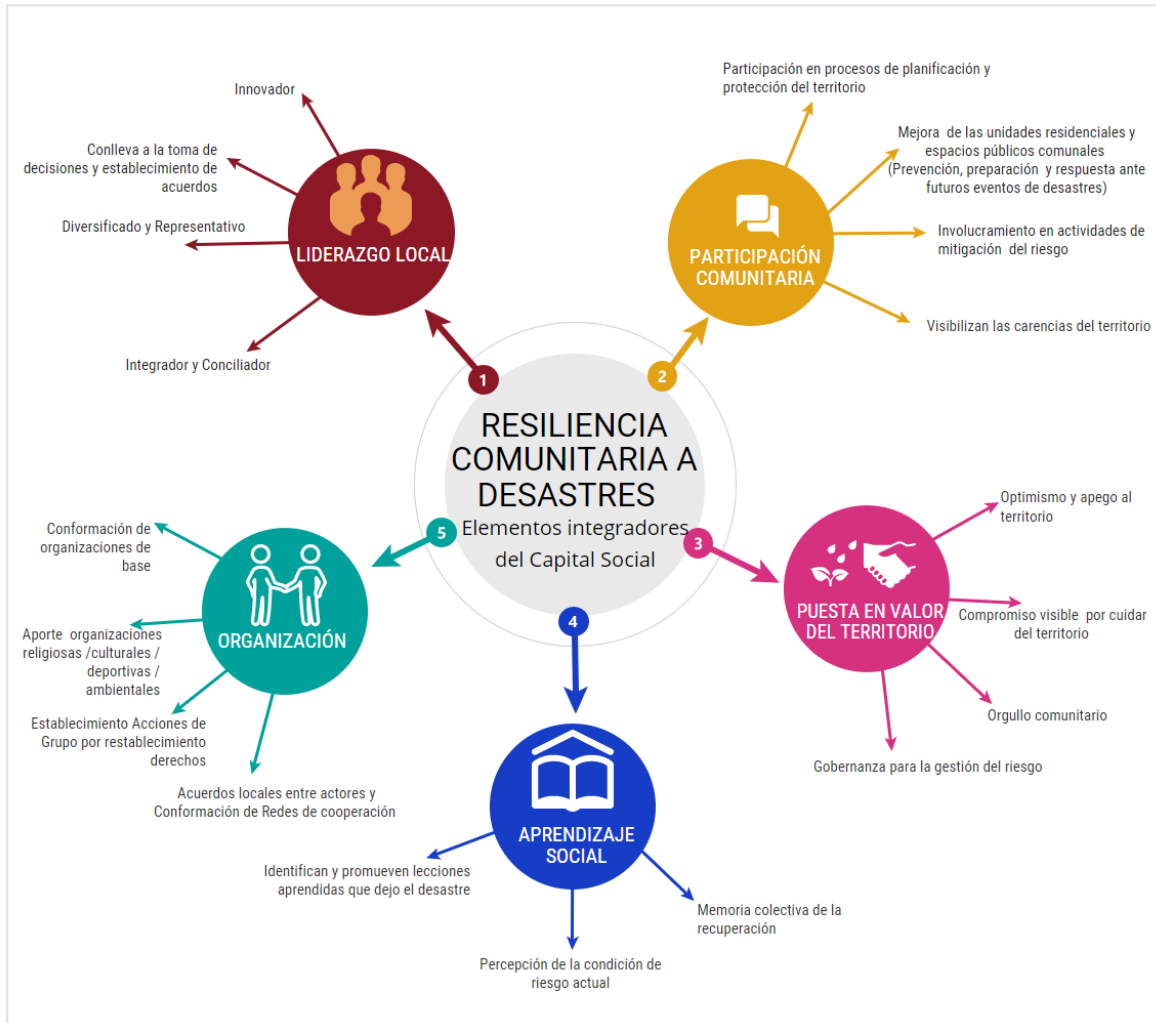 RESILIENCIA
COMUNITARIA A
DESASTRES
Elementos integradores
del Capital Social
1
LIDERAZGO LOCAL
Innovador
Conlleva a la toma de
decisiones y establecimiento de
acuerdos
Diversificado y Representativo
Integrador y Conciliador
2
PARTICIPACIÓN
COMUNITARIA
Participación en procesos de planificación y
protección del territorio
Mejora de las unidades residenciales y
espacios públicos comunales
(Prevención, preparación y respuesta ante
futuros eventos de desastres)
Involucramiento en actividades de
mitigación del riesgo
Visibilizan las carencias del territorio
3
PUESTA EN VALOR
DEL TERRITORIO
Optimismo y apego al
territorio
Compromiso visible por cuidar
del territorio
Orgullo comunitario
Gobernanza para la gestión del riesgo
4
APRENDIZAJE
SOCIAL
Identifican y promueven lecciones
aprendidas que dejo el desastre
Percepción de la condición de
riesgo actual
Memoria colectiva de la
recuperación
5
ORGANIZACIÓN
Conformación de
organizaciones de
base
Aporte organizaciones
religiosas /culturales /
deportivas /
ambientales
Establecimiento Acciones de
Grupo por restablecimiento
derechos
Acuerdos locales entre actores y
Conformación de Redes de cooperación